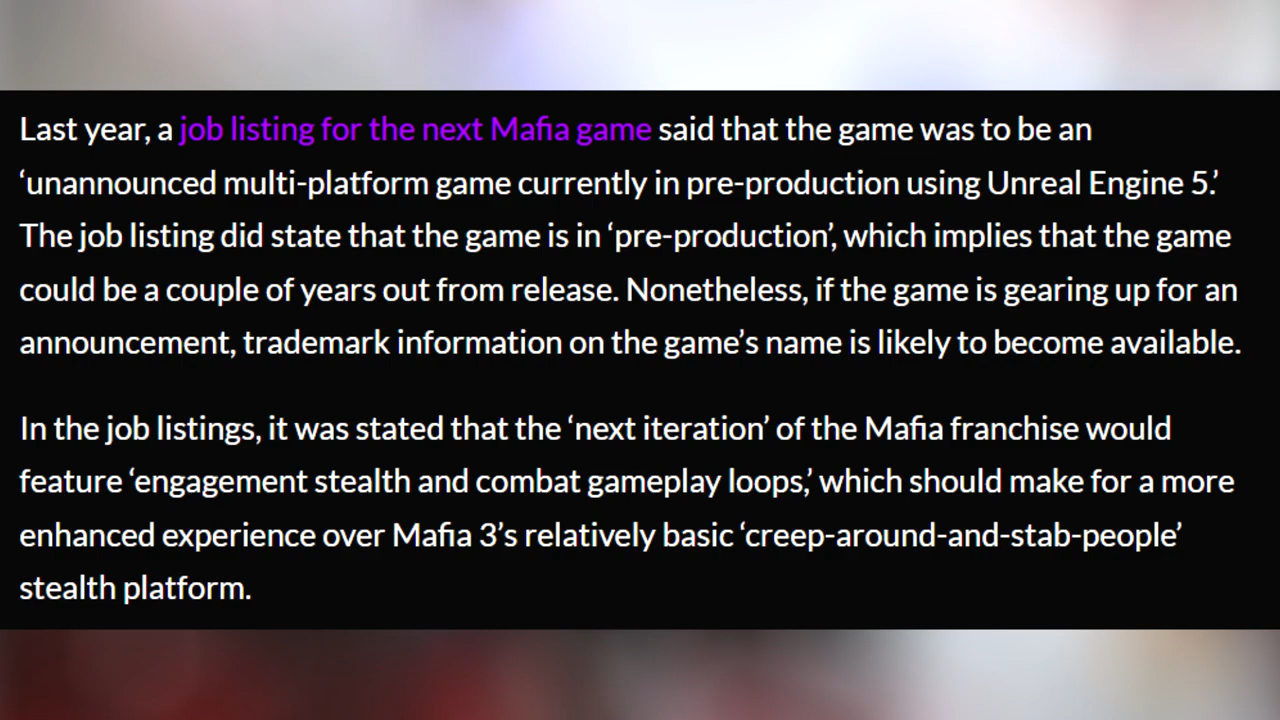 Last year, a job listing for the next Mafia game said that the game was to be an
‘unannounced multi-platform game currently in pre-production using Unreal Engine 5.’
The job listing did state that the game is in ‘pre-production’, which implies that the game
could be a couple of years out from release. Nonetheless, if the game is gearing up for an
announcement, trademark information on the game’s name is likely to become available.
In the job listings, it was stated that the ‘next iteration’ of the Mafia franchise would
feature ‘engagement stealth and combat gameplay loops,’ which should make for a more
enhanced experience over Mafia 3’s relatively basic ‘creep-around-and-stab-people’
stealth platform.